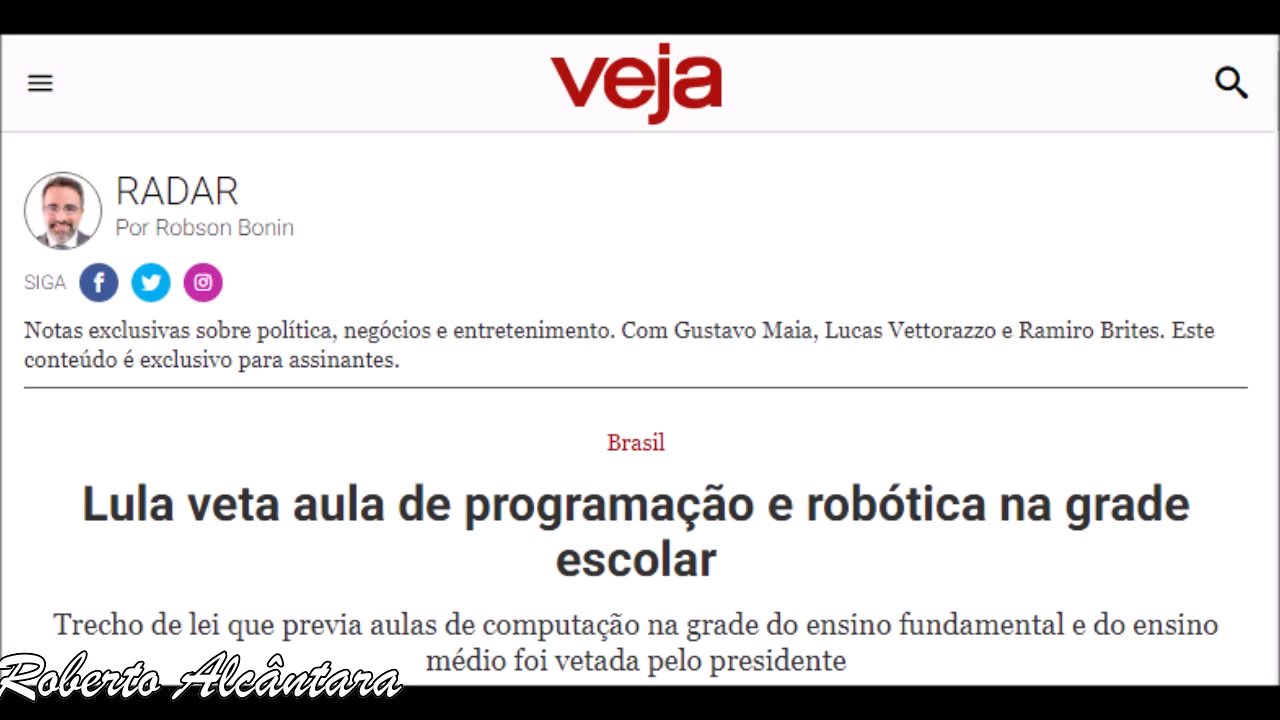 veja
RADAR
Por Robson Bonin
SIGA
Notas exclusivas sobre política, negócios e entretenimento. Com Gustavo Maia, Lucas Vettorazzo e Ramiro Brites. Este
conteúdo é exclusivo para assinantes.
Brasil
Lula veta aula de programação e robótica na grade
escolar
Trecho de lei que previa aulas de computação na grade do ensino fundamental e do ensino
médio foi vetada pelo presidente
Roberto Alcântara